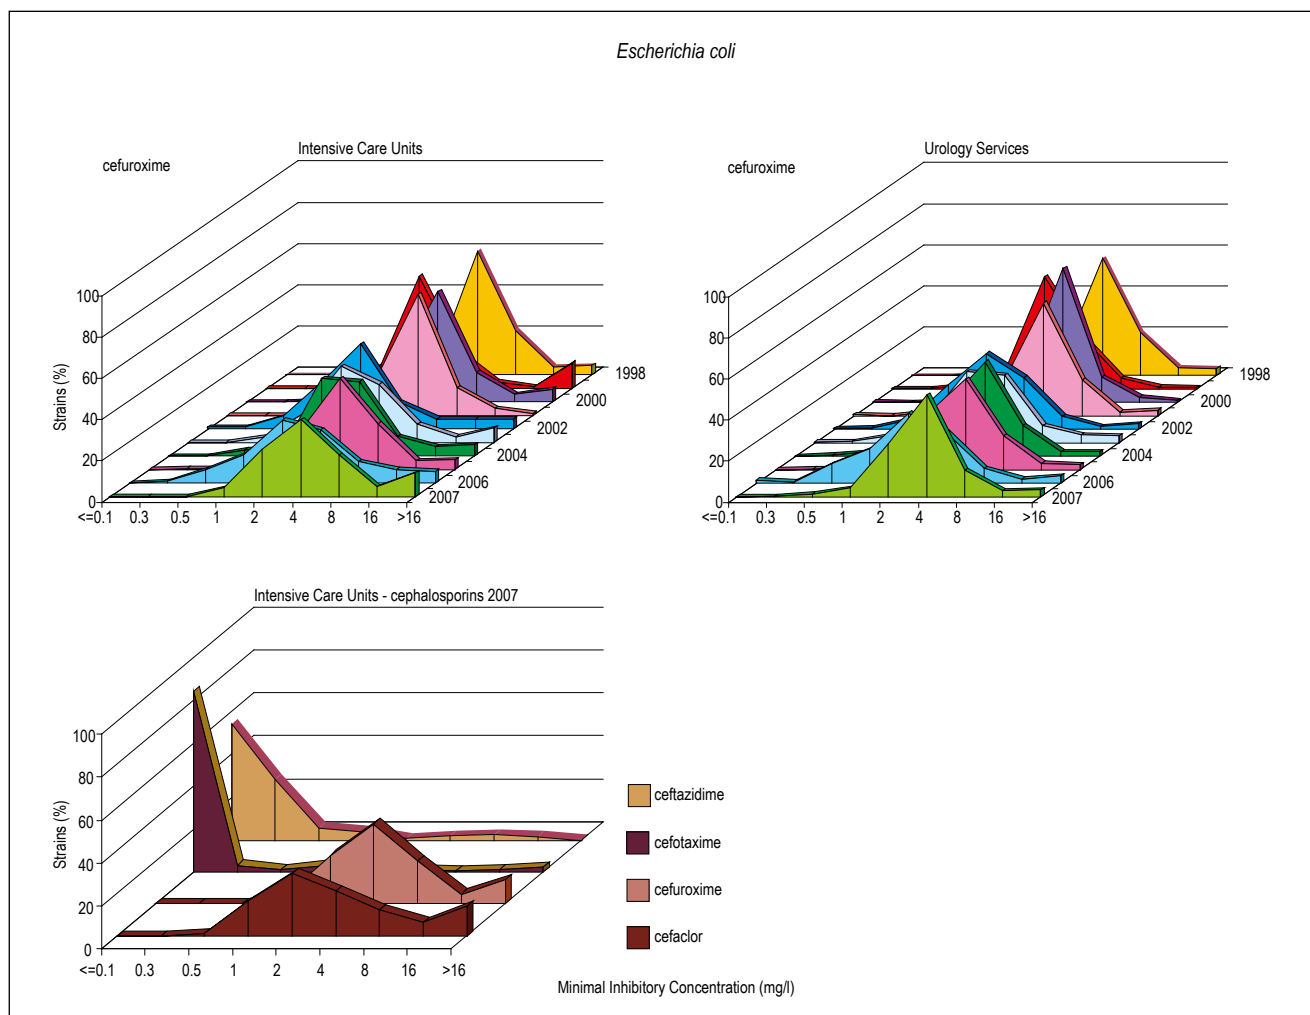 Escherichia coli
Intensive Care Units
cefuroxime
Strains (%)
100
80
60
40
20
0
<=0.1 0.3 0.5 1 2 4 8 16 >16
1998
2000
2002
2004
2006
2007
Urology Services
cefuroxime
100
80
60
40
20
0
<=0.1 0.3 0.5 1 2 4 8 16 >16
1998
2000
2002
2004
2006
2007
Intensive Care Units - cephalosporins 2007
Strains (%)
100
80
60
40
20
0
<=0.1 0.3 0.5 1 2 4 8 16 >16
ceftazidime
cefotaxime
cefuroxime
cefaclor
Minimal Inhibitory Concentration (mg/l)